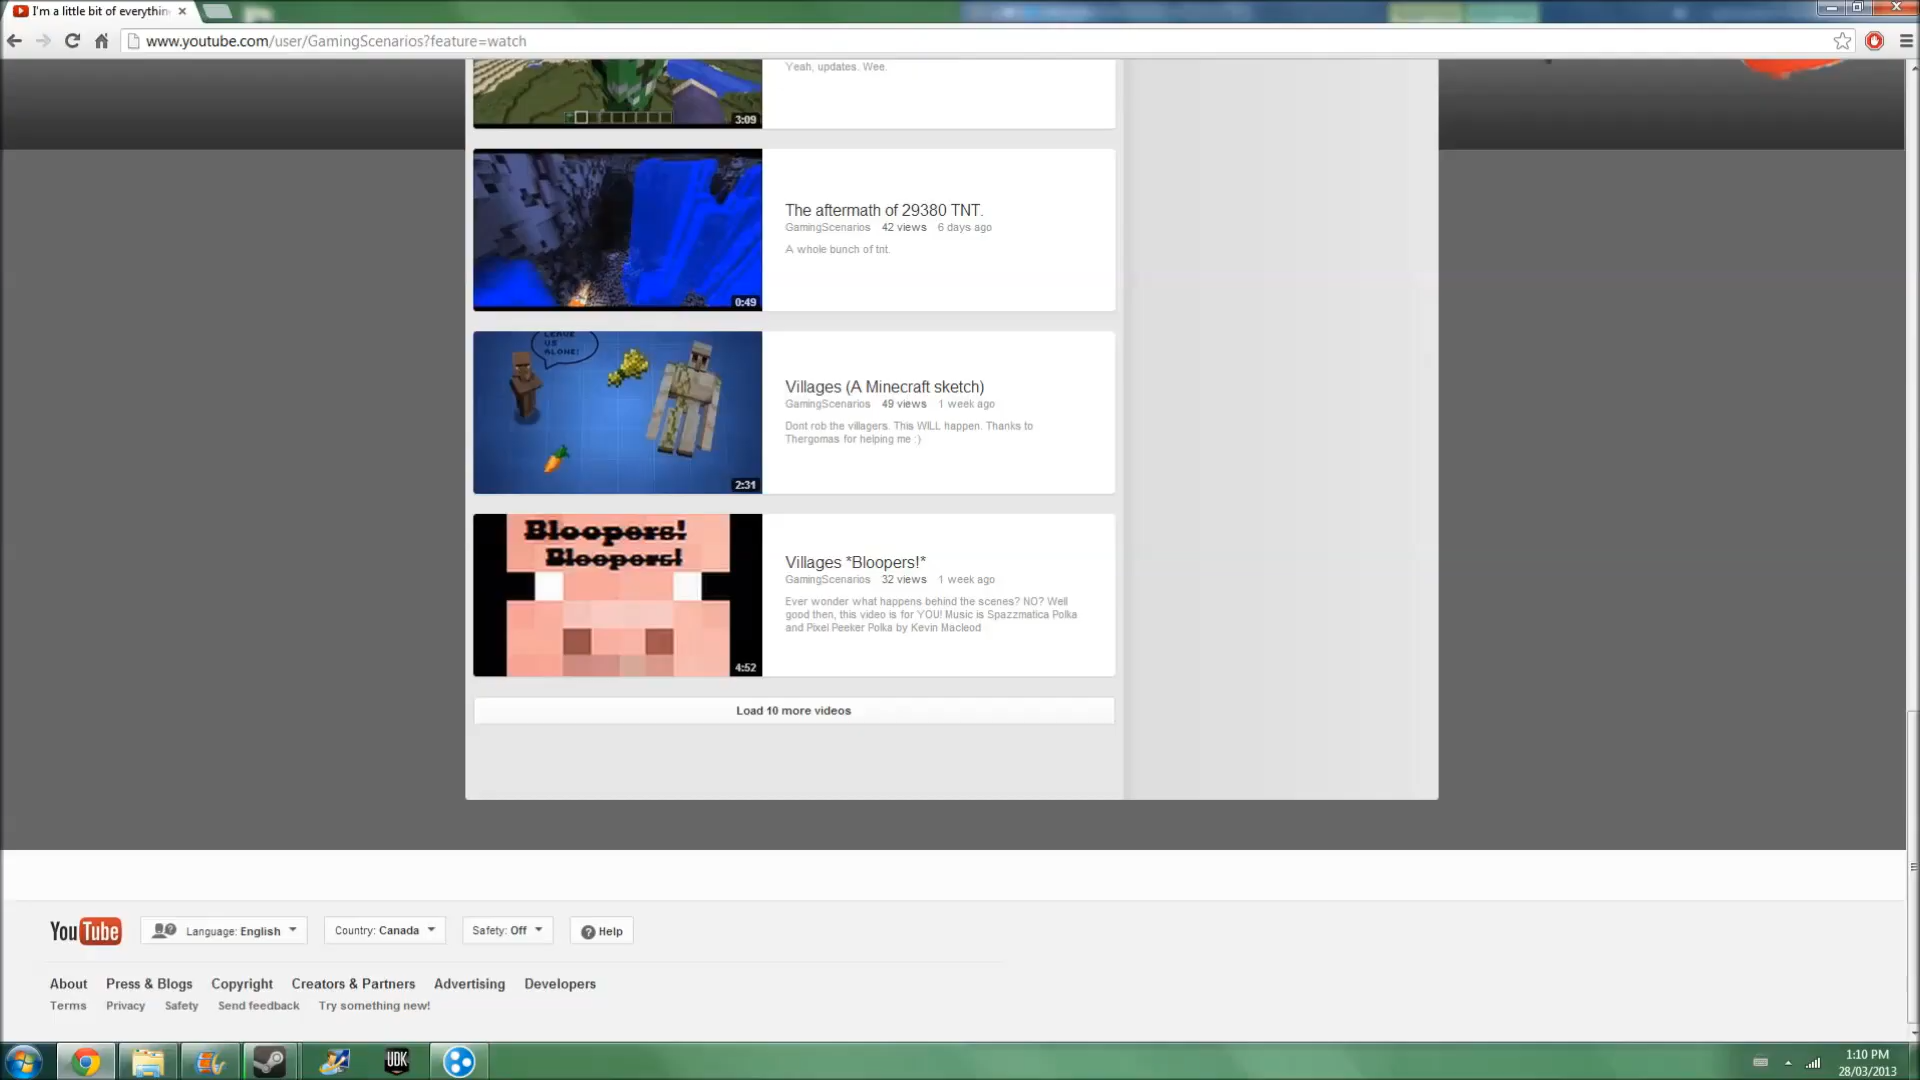 I'm a little bit of everythin
www.youtube.com/user/GamingScenarios?feature=watch
Yeah, updates. Wee.
3:09
The aftermath of 29380 TNT.
GamingScenarios 42 views 6 days ago
A whole bunch of tnt.
0:49
LEAVE
US
ALONE!
Villages (A Minecraft sketch)
GamingScenarios 49 views 1 week ago
Dont rob the villagers. This WILL happen. Thanks to
Thergomas for helping me :)
2:31
Bloopers!
Bloopers!
Villages *Bloopers!*
GamingScenarios 32 views 1 week ago
Ever wonder what happens behind the scenes? NO? Well
good then, this video is for YOU! Music is Spazzmatica Polka
and Pixel Peeker Polka by Kevin Macleod
4:52
Load 10 more videos
YouTube Language: English Country: Canada Safety: Off Help
About Press & Blogs Copyright Creators & Partners Advertising Developers
Terms Privacy Safety Send feedback Try something new!
UDK
1:10 PM
28/03/2013